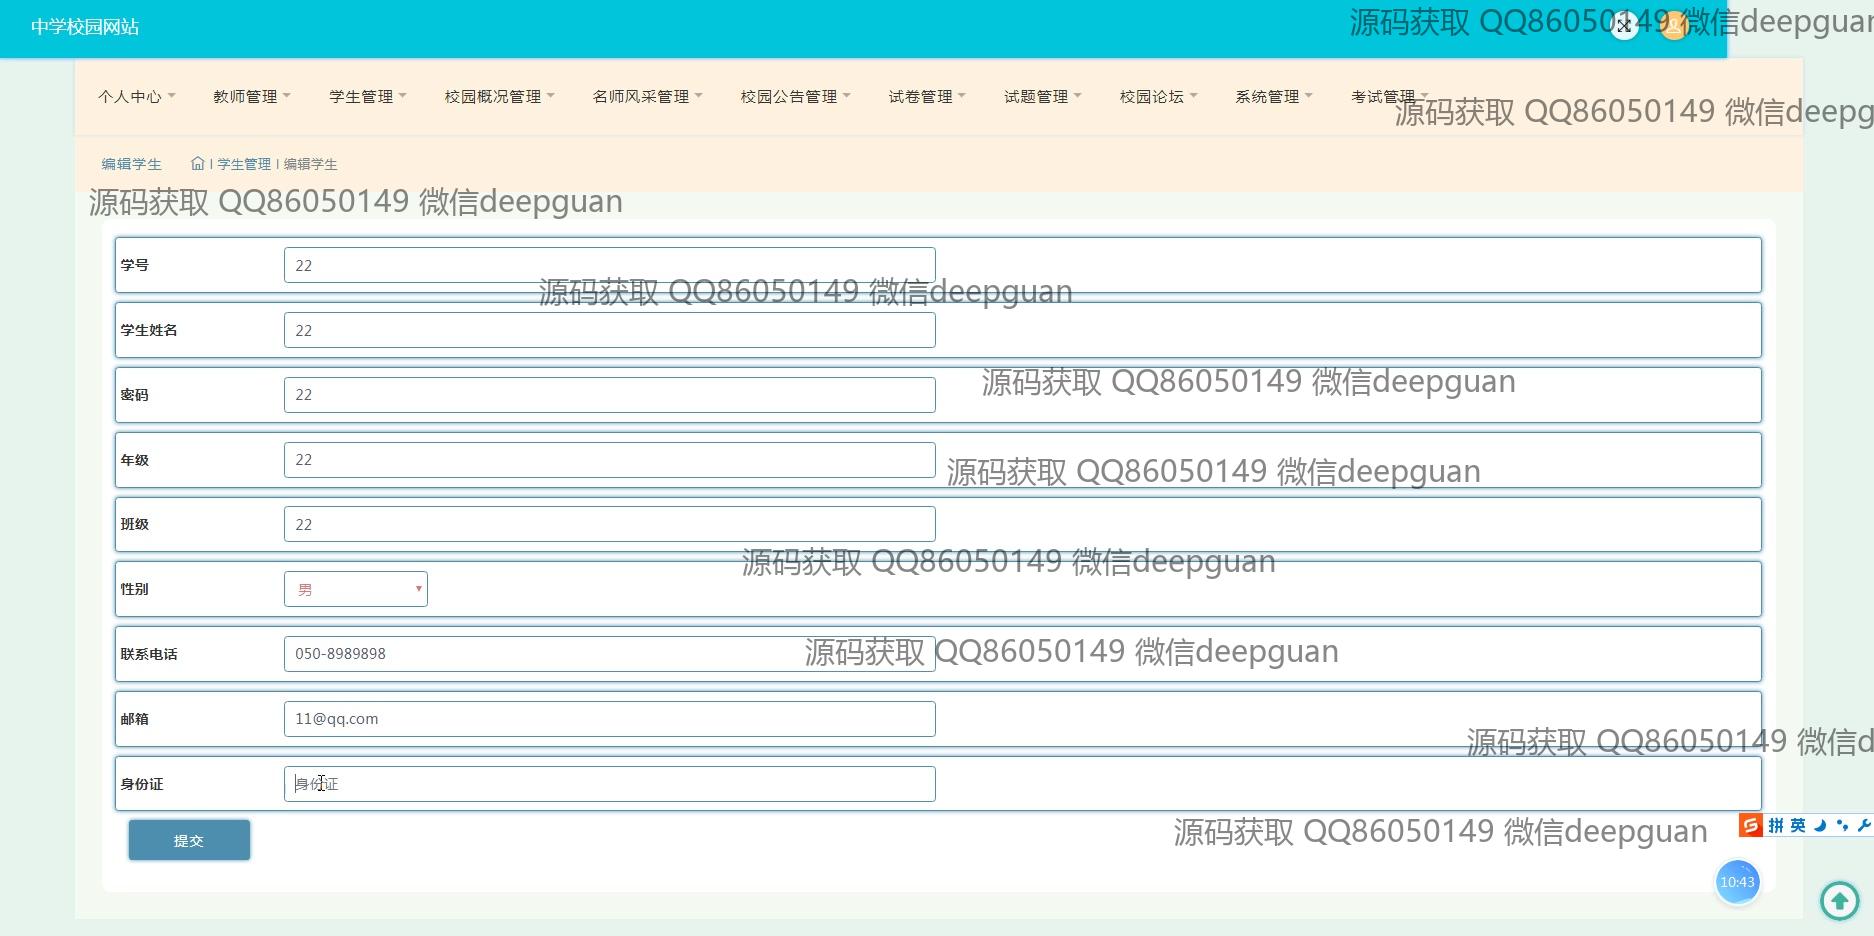 中学校园网站
源码获取 QQ86050149 微信deepguan
个人中心 教师管理 学生管理 校园概况管理 名师风采管理 校园公告管理 试卷管理 试题管理 校园论坛 系统管理 考试管理
源码获取 QQ86050149 微信deepg
编辑学生 | 学生管理 | 编辑学生
源码获取 QQ86050149 微信deepguan
学号 22
源码获取 QQ86050149 微信deepguan
学生姓名 22
源码获取 QQ86050149 微信deepguan
密码 22
年级 22
源码获取 QQ86050149 微信deepguan
班级 22
源码获取 QQ86050149 微信deepguan
性别 男
联系电话 050-8989898
源码获取 QQ86050149 微信deepguan
邮箱 11@qq.com
源码获取 QQ86050149 微信d
身份证 身份证
源码获取 QQ86050149 微信deepguan
拼 英
提交
10:43